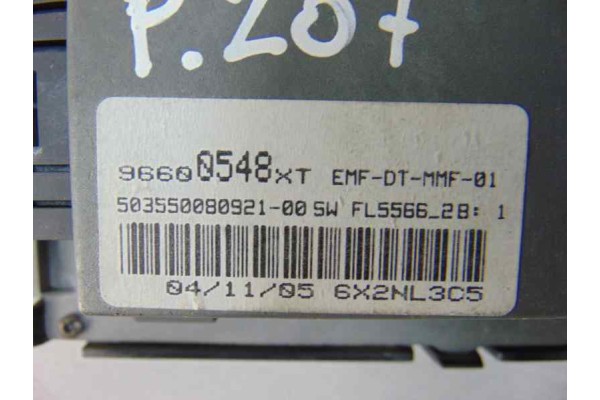 P.207
96600548XT EMF-DT-MMF-01
503550080921-00 SW FL5566_2B: 1
04/11/05 6X2NL3C5